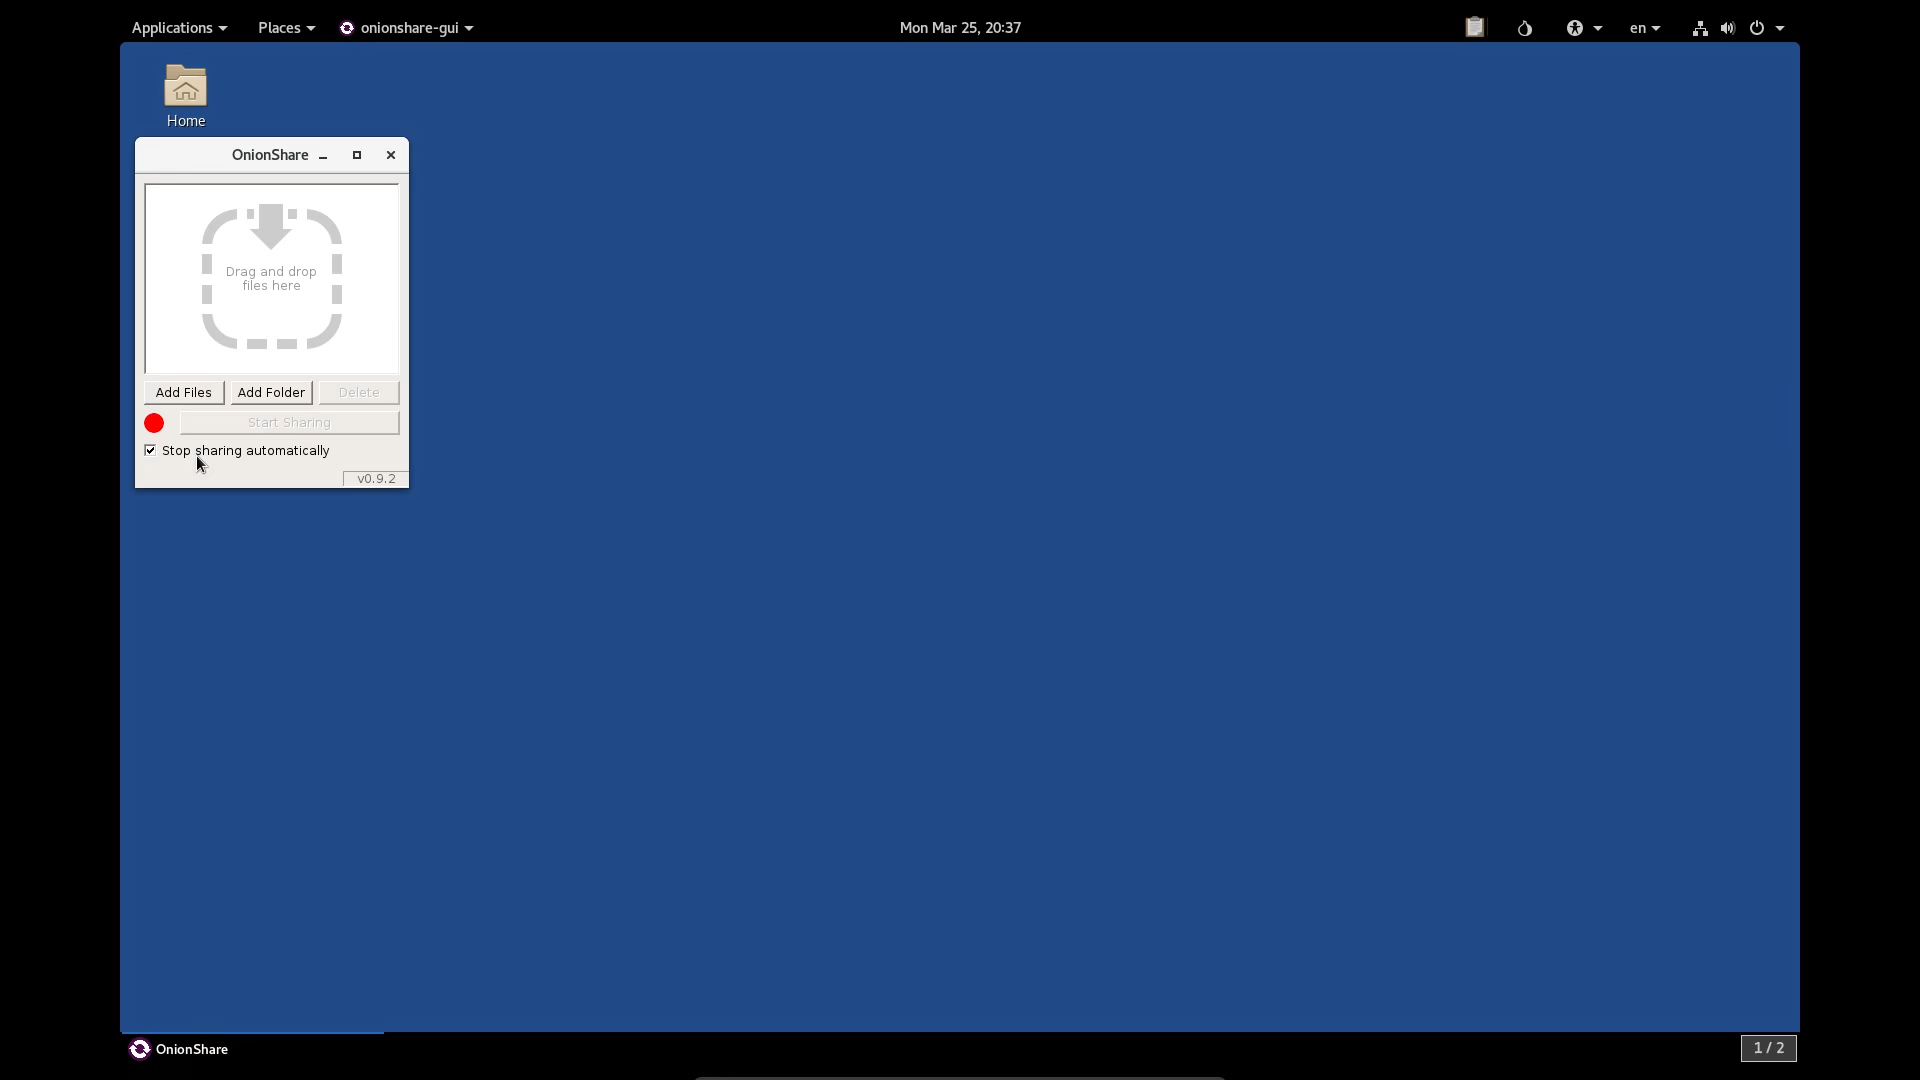 Applications Places onionshare-gui Mon Mar 25, 20:37 en
Home
OnionShare
Drag and drop
files here
Add Files Add Folder Delete
Start Sharing
Stop sharing automatically
v0.9.2
OnionShare 1 / 2